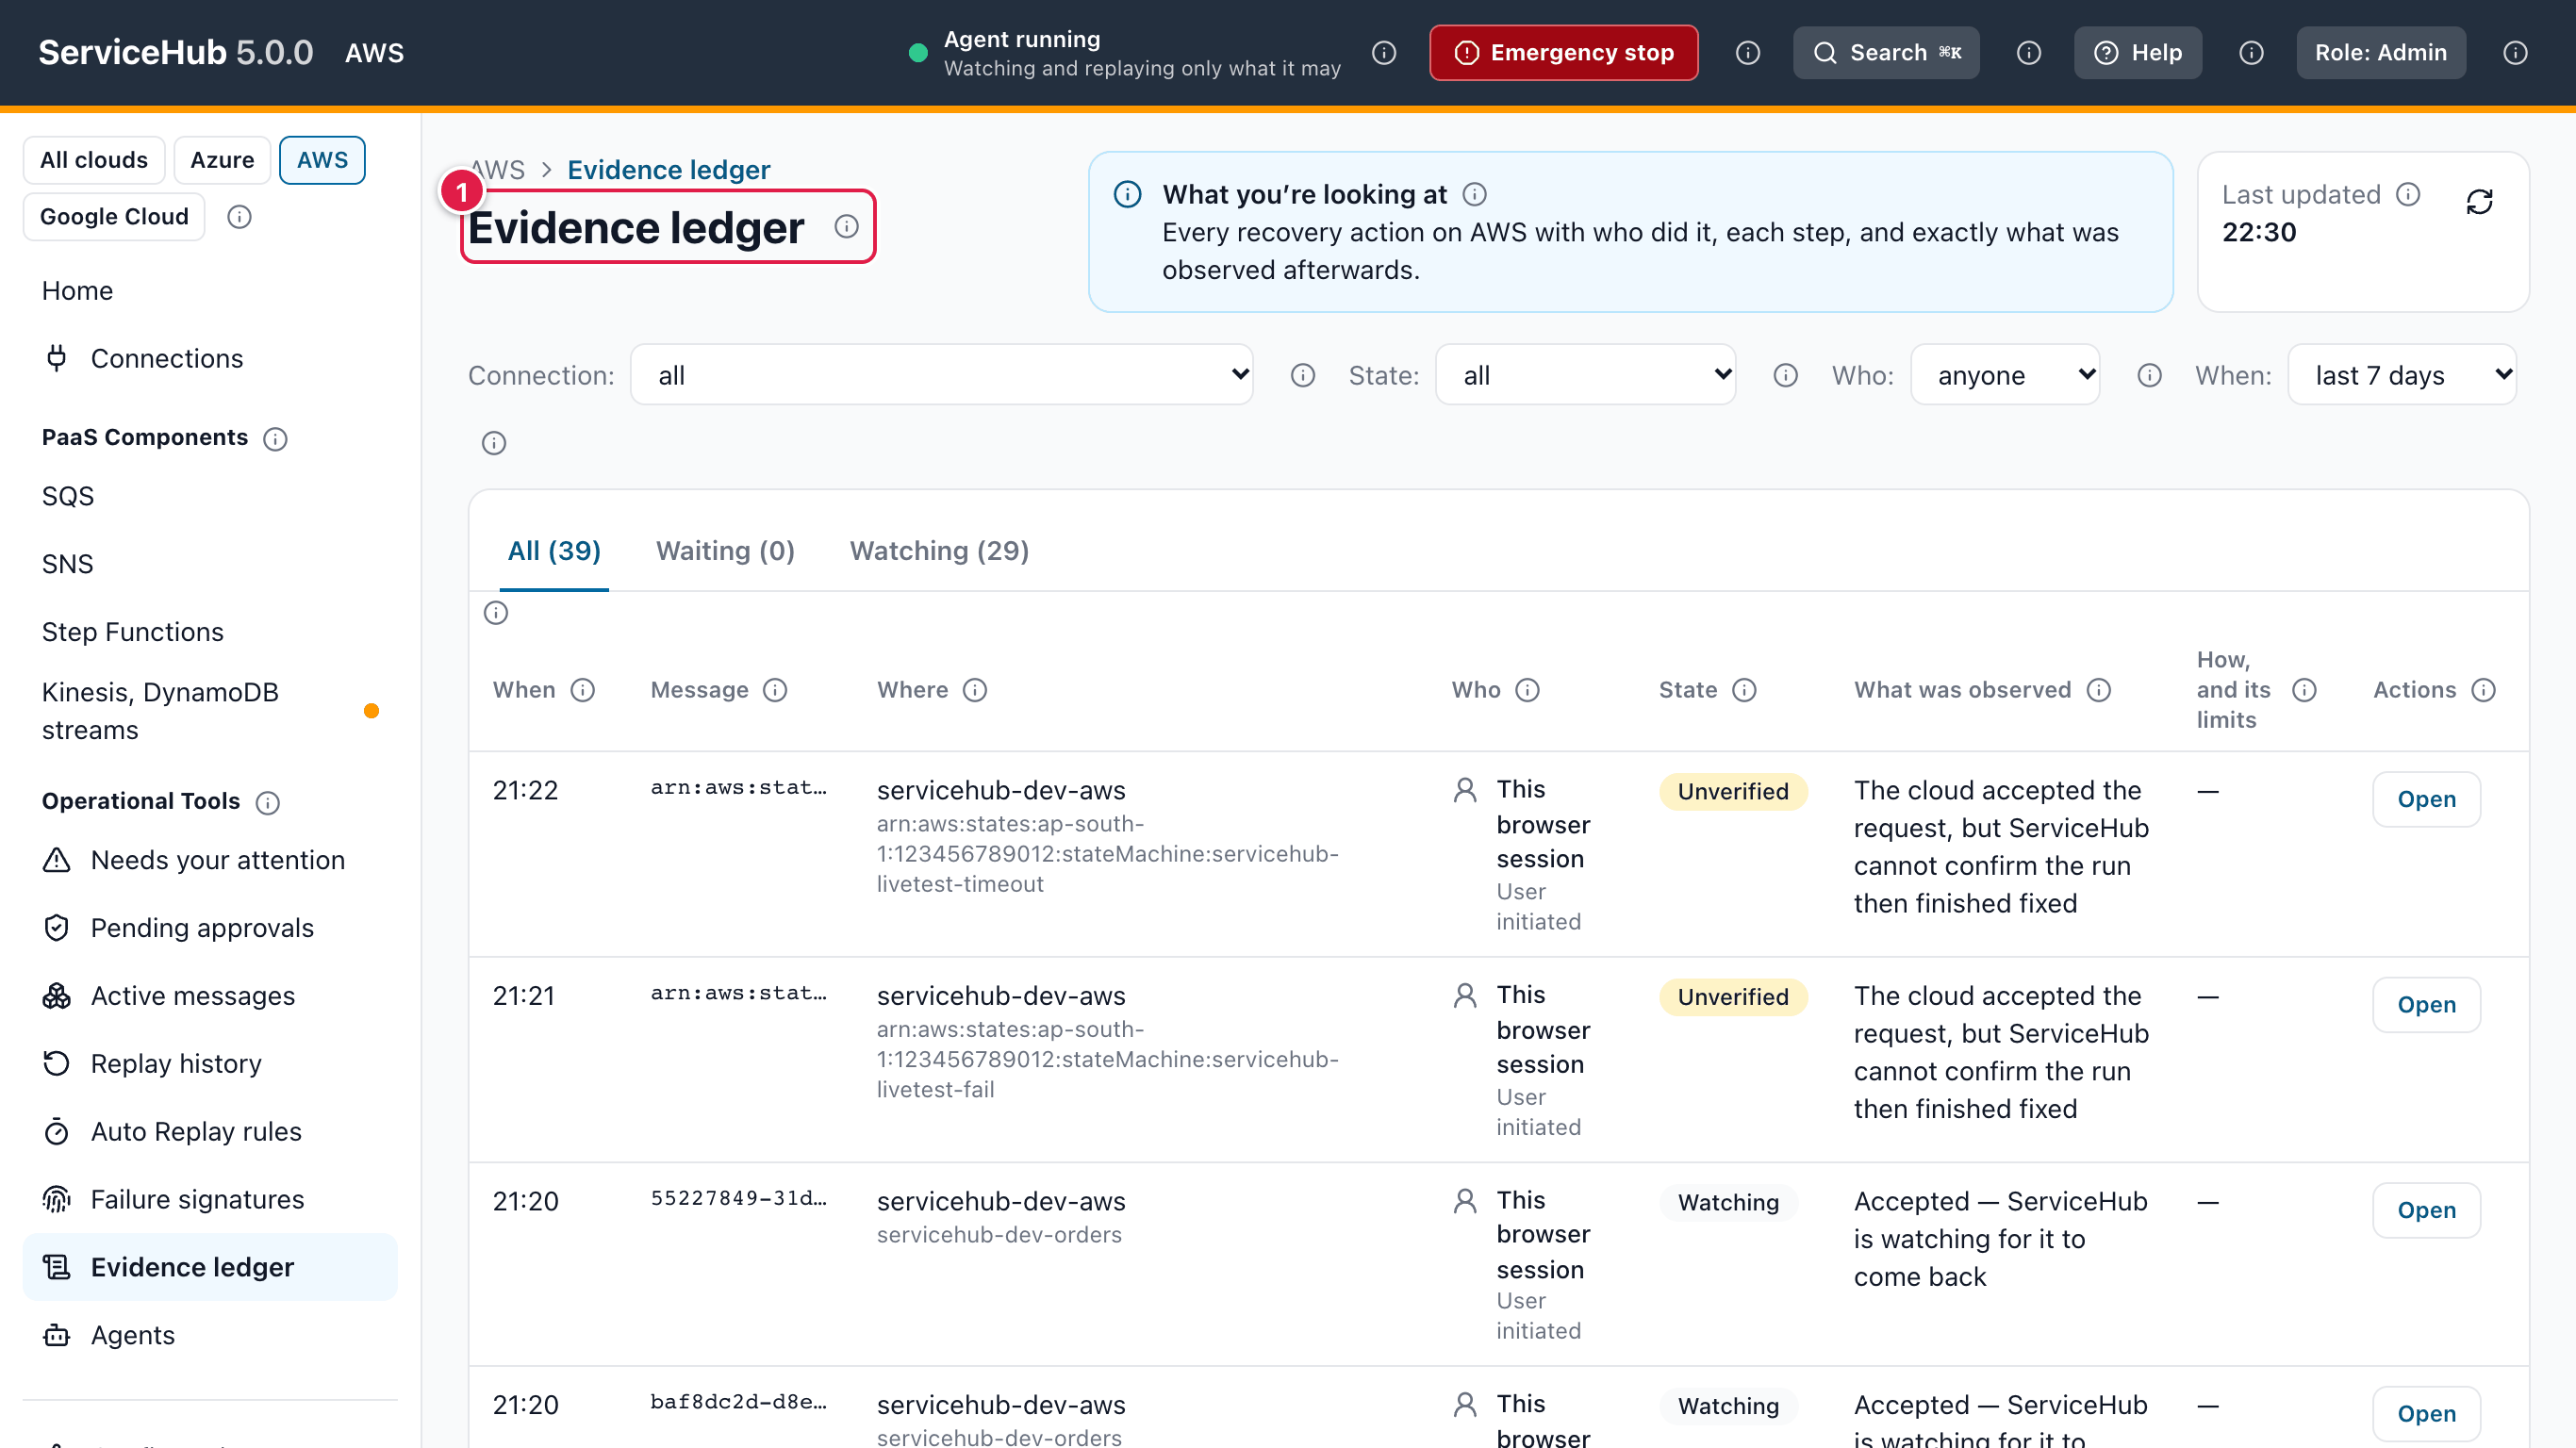 ServiceHub 5.0.0 AWS
Agent running
Watching and replaying only what it may
Emergency stop
Search ⌘K
Help
Role: Admin
All clouds
Azure
AWS
Google Cloud
Home
Connections
PaaS Components
SQS
SNS
Step Functions
Kinesis, DynamoDB
streams
Operational Tools
Needs your attention
Pending approvals
Active messages
Replay history
Auto Replay rules
Failure signatures
Evidence ledger
Agents
AWS > Evidence ledger
1
Evidence ledger
What you’re looking at
Every recovery action on AWS with who did it, each step, and exactly what was
observed afterwards.
Last updated
22:30
Connection: all
State: all
Who: anyone
When: last 7 days
All (39)
Waiting (0)
Watching (29)
When
Message
Where
Who
State
What was observed
How,
and its
limits
Actions
21:22
arn:aws:stat…
servicehub-dev-aws
arn:aws:states:ap-south-
1:123456789012:stateMachine:servicehub-
livetest-timeout
This
browser
session
User
initiated
Unverified
The cloud accepted the
request, but ServiceHub
cannot confirm the run
then finished fixed
—
Open
21:21
arn:aws:stat…
servicehub-dev-aws
arn:aws:states:ap-south-
1:123456789012:stateMachine:servicehub-
livetest-fail
This
browser
session
User
initiated
Unverified
The cloud accepted the
request, but ServiceHub
cannot confirm the run
then finished fixed
—
Open
21:20
55227849-31d…
servicehub-dev-aws
servicehub-dev-orders
This
browser
session
User
initiated
Watching
Accepted — ServiceHub
is watching for it to
come back
—
Open
21:20
baf8dc2d-d8e…
servicehub-dev-aws
servicehub-dev-orders
This
browser
Watching
Accepted — ServiceHub
is watching for it to
—
Open